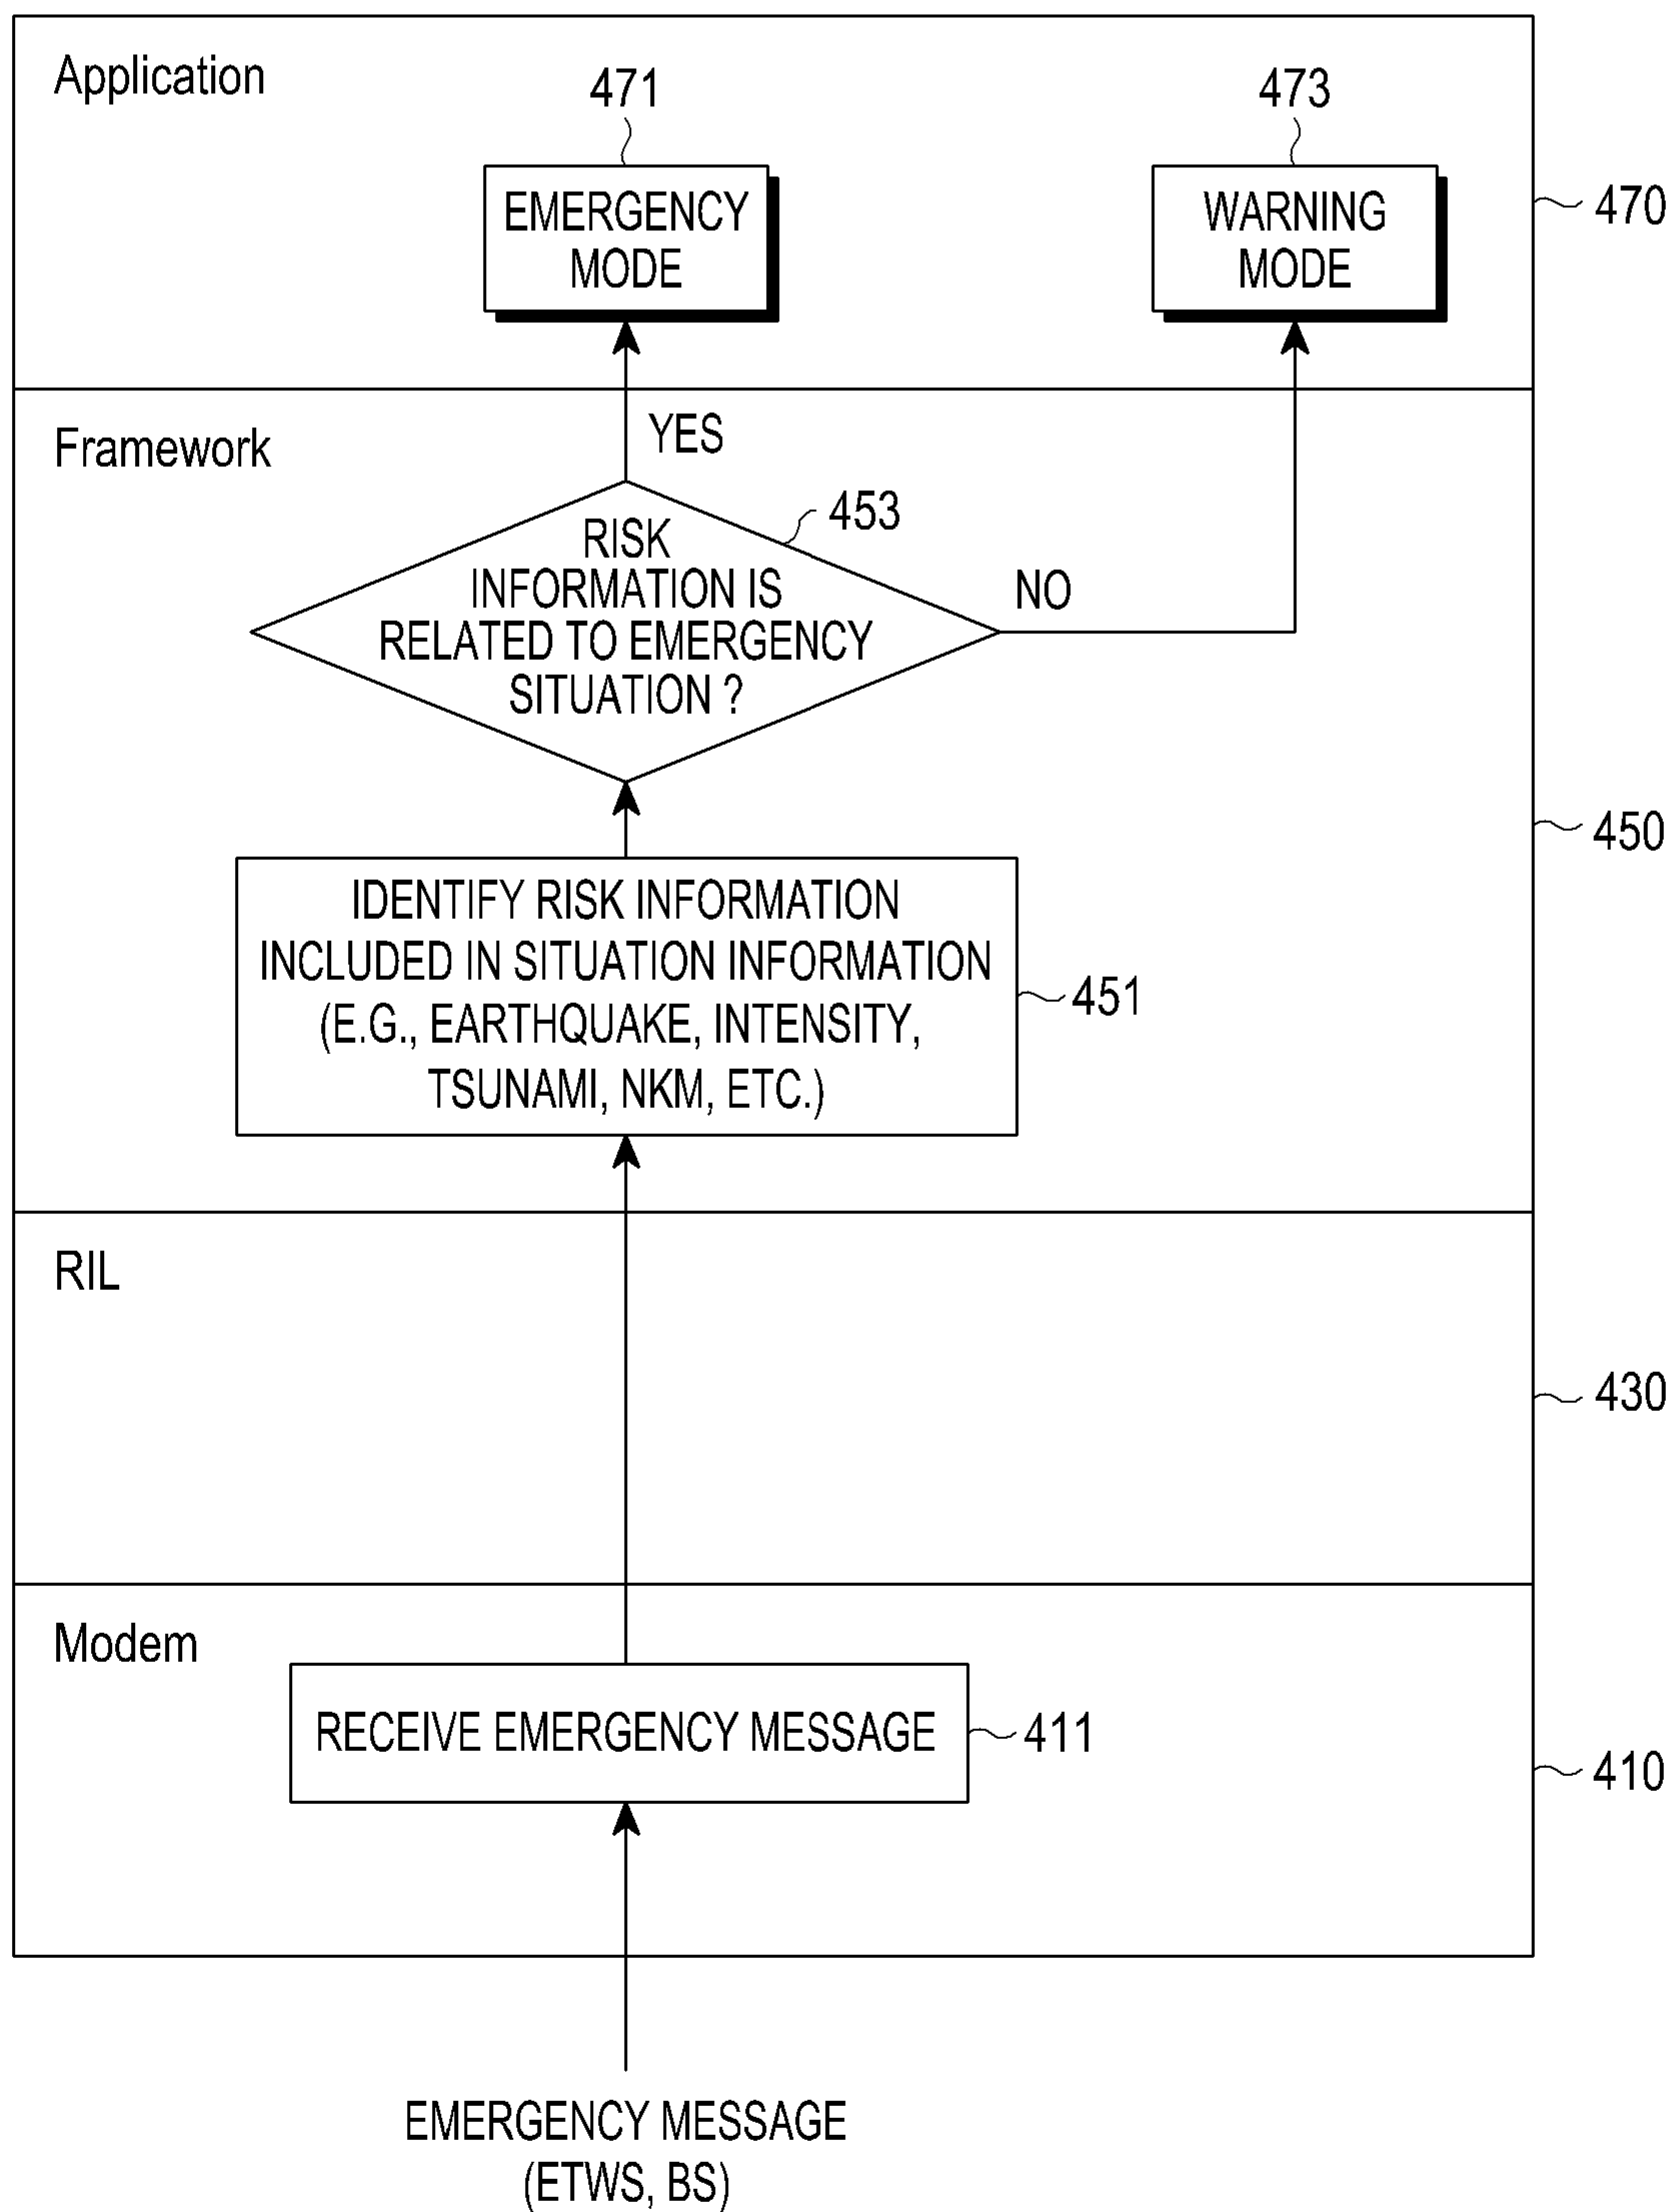 Application
471
473
EMERGENCY
MODE
WARNING
MODE
470
Framework
YES
453
RISK
INFORMATION IS
RELATED TO EMERGENCY
SITUATION ?
NO
450
IDENTIFY RISK INFORMATION
INCLUDED IN SITUATION INFORMATION
(E.G., EARTHQUAKE, INTENSITY,
TSUNAMI, NKM, ETC.)
451
RIL
430
Modem
RECEIVE EMERGENCY MESSAGE
411
410
EMERGENCY MESSAGE
(ETWS, BS)